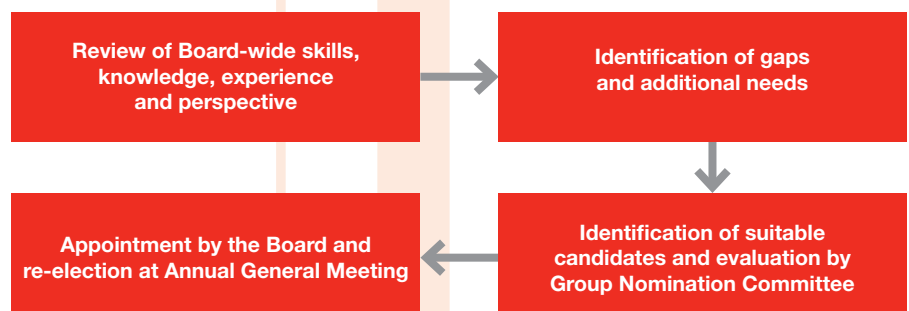 Review of Board-wide skills,
knowledge, experience
and perspective
Identification of gaps
and additional needs
Identification of suitable
candidates and evaluation by
Group Nomination Committee
Appointment by the Board and
re-election at Annual General Meeting